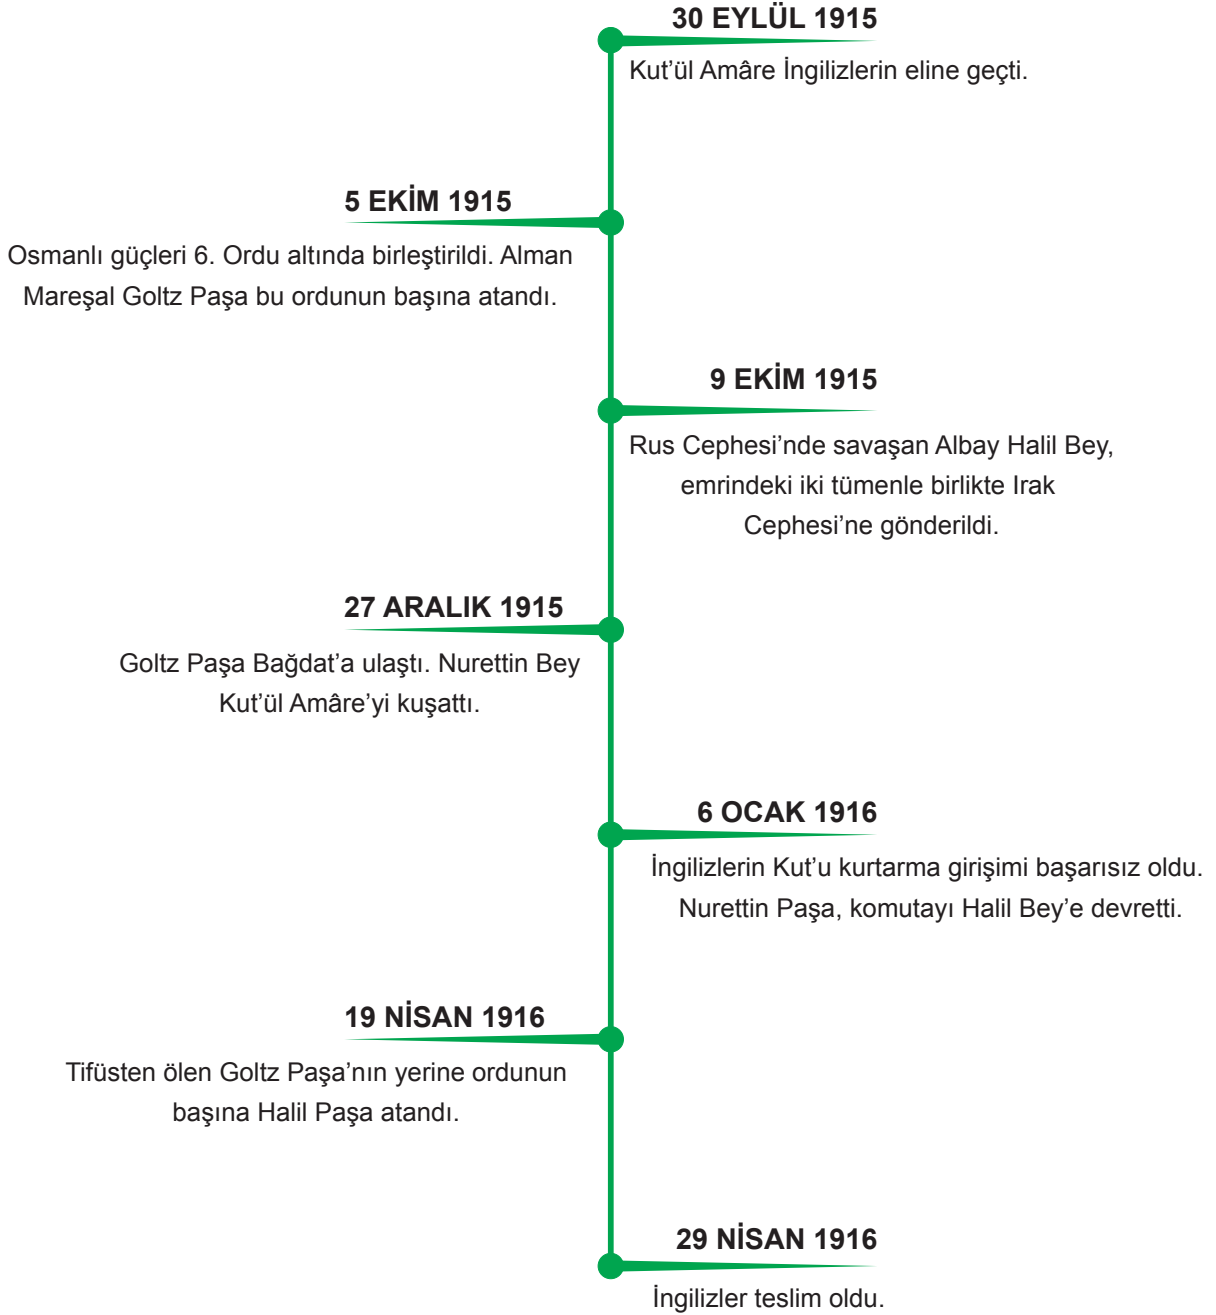 30 EYLÜL 1915
Kut’ül Amâre İngilizlerin eline geçti.
5 EKİM 1915
Osmanlı güçleri 6. Ordu altında birleştirildi. Alman
Mareşal Goltz Paşa bu ordunun başına atandı.
9 EKİM 1915
Rus Cephesi’nde savaşan Albay Halil Bey,
emrindeki iki tümenle birlikte Irak
Cephesi’ne gönderildi.
27 ARALIK 1915
Goltz Paşa Bağdat’a ulaştı. Nurettin Bey
Kut’ül Amâre’yi kuşattı.
6 OCAK 1916
İngilizlerin Kut’u kurtarma girişimi başarısız oldu.
Nurettin Paşa, komutayı Halil Bey’e devretti.
19 NİSAN 1916
Tifüsten ölen Goltz Paşa’nın yerine ordunun
başına Halil Paşa atandı.
29 NİSAN 1916
İngilizler teslim oldu.